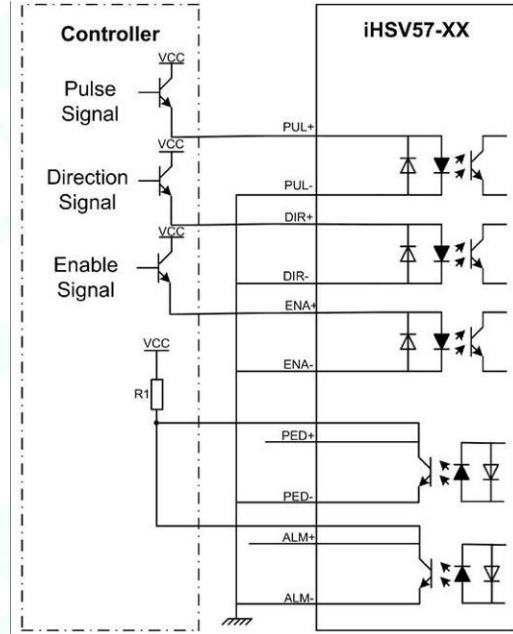 Controller
iHSV57-XX
VCC
Pulse
Signal
PUL+
VCC
PUL-
Direction
Signal
DIR+
VCC
DIR-
Enable
Signal
ENA+
VCC
ENA-
R1
PED+
PED-
ALM+
ALM-